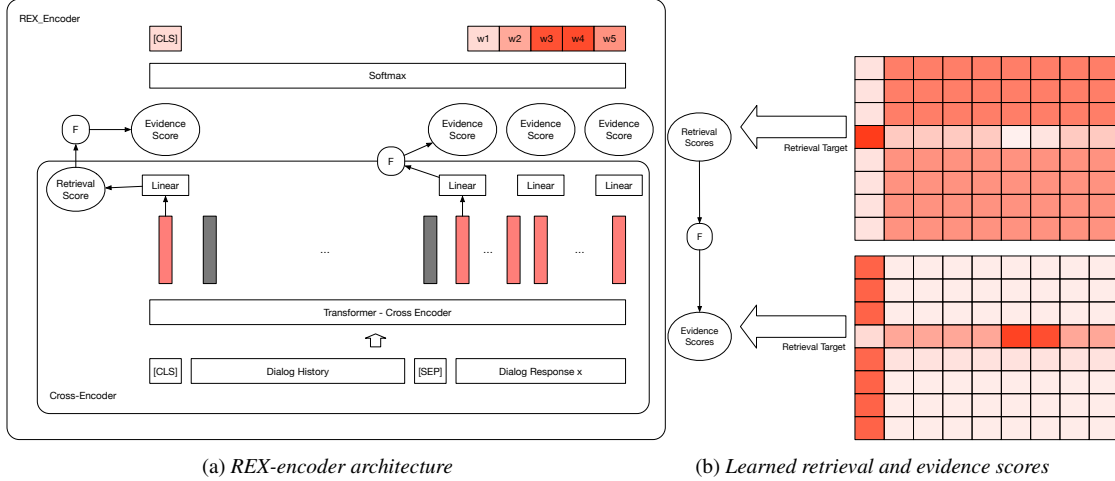 REX_Encoder
[CLS]
w1 w2 w3 w4 w5
Softmax
F
Evidence
Score
Evidence
Score
Evidence
Score
Evidence
Score
F
Retrieval
Score
Linear
Linear
Linear
Linear
...
...
...
Transformer - Cross Encoder
[CLS]
Dialog History
[SEP]
Dialog Response x
Cross-Encoder
(a) REX-encoder architecture
Retrieval
Scores
Retrieval Target
F
Evidence
Scores
Retrieval Target
(b) Learned retrieval and evidence scores